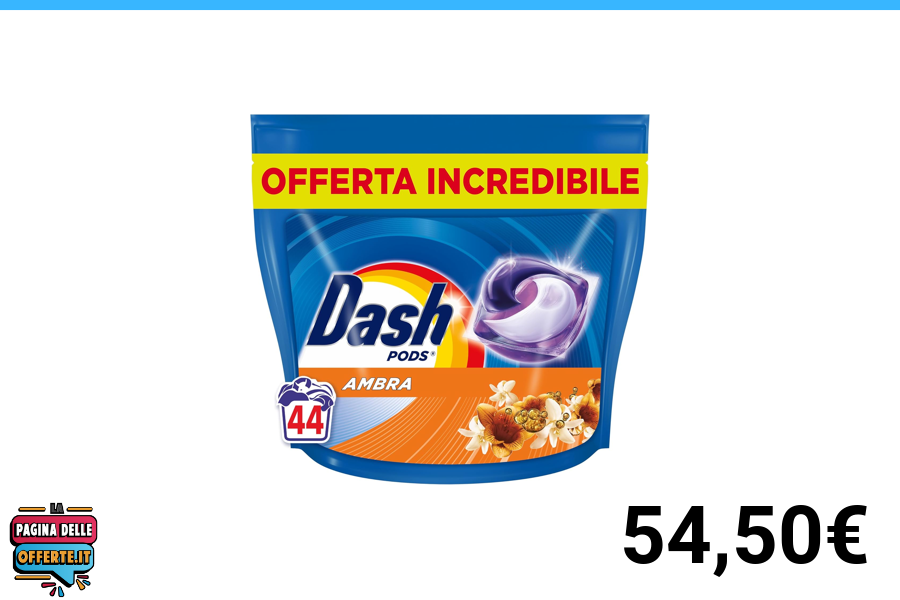 OFFERTA INCREDIBILE
Dash
PODS®
AMBRA
44
LA
PAGINA DELLE
OFFERTE.IT
54,50€